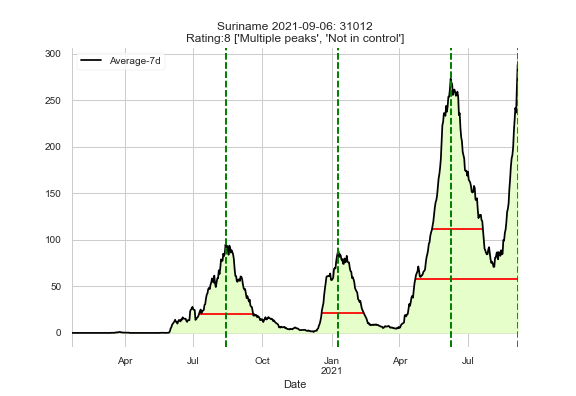 Suriname 2021-09-06: 31012
Rating:8 ['Multiple peaks', 'Not in control']
Average-7d
300
250
200
150
100
50
0
Apr
Jul
Oct
Jan
2021
Apr
Jul
Date